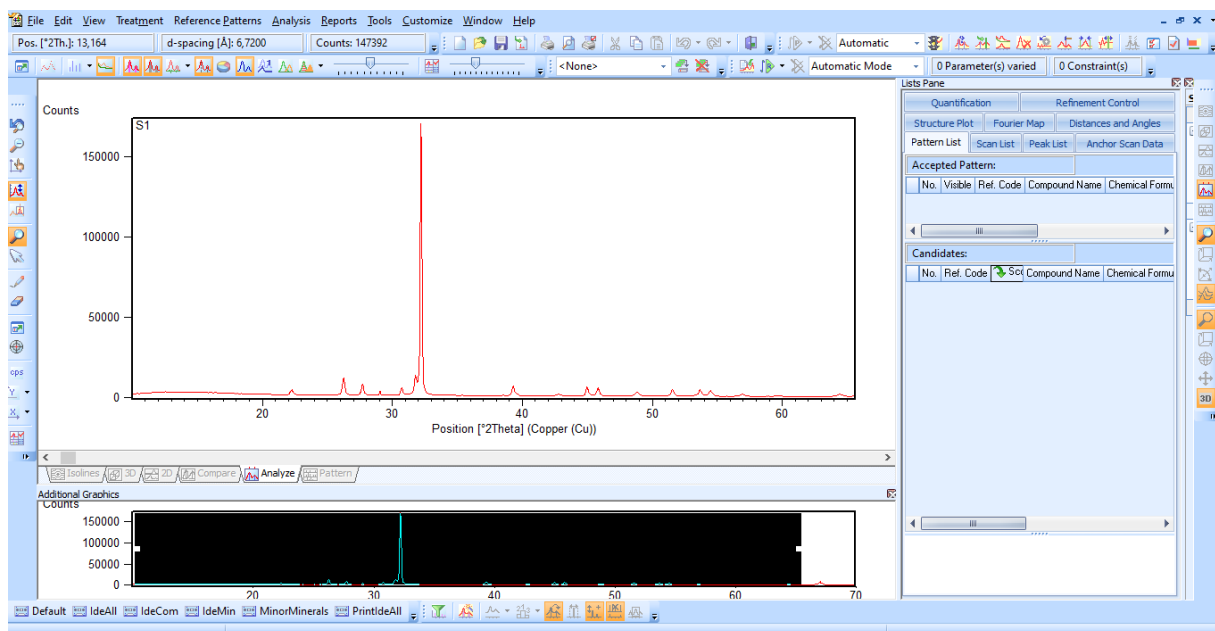 File Edit View Treatment Reference Patterns Analysis Reports Tools Customize Window Help
Pos. [°2Th.]: 13,164 d-spacing [Å]: 6,7200 Counts: 147392 Automatic
<None> Automatic Mode 0 Parameter(s) varied 0 Constraint(s)
Lists Pane
Quantification Refinement Control
Structure Plot Fourier Map Distances and Angles
Pattern List Scan List Peak List Anchor Scan Data
Accepted Pattern:
No. Visible Ref. Code Compound Name Chemical Formu
Candidates:
No. Ref. Code Sco Compound Name Chemical Formu
cps
Y
X
3D
Counts
S1
150000
100000
50000
0
20 30 40 50 60
Position [°2Theta] (Copper (Cu))
Isolines 3D 2D Compare Analyze Pattern
Additional Graphics
Counts
150000
100000
50000
0
20 30 40 50 60 70
Default IdeAll IdeCom IdeMin MinorMinerals PrintIdeAll